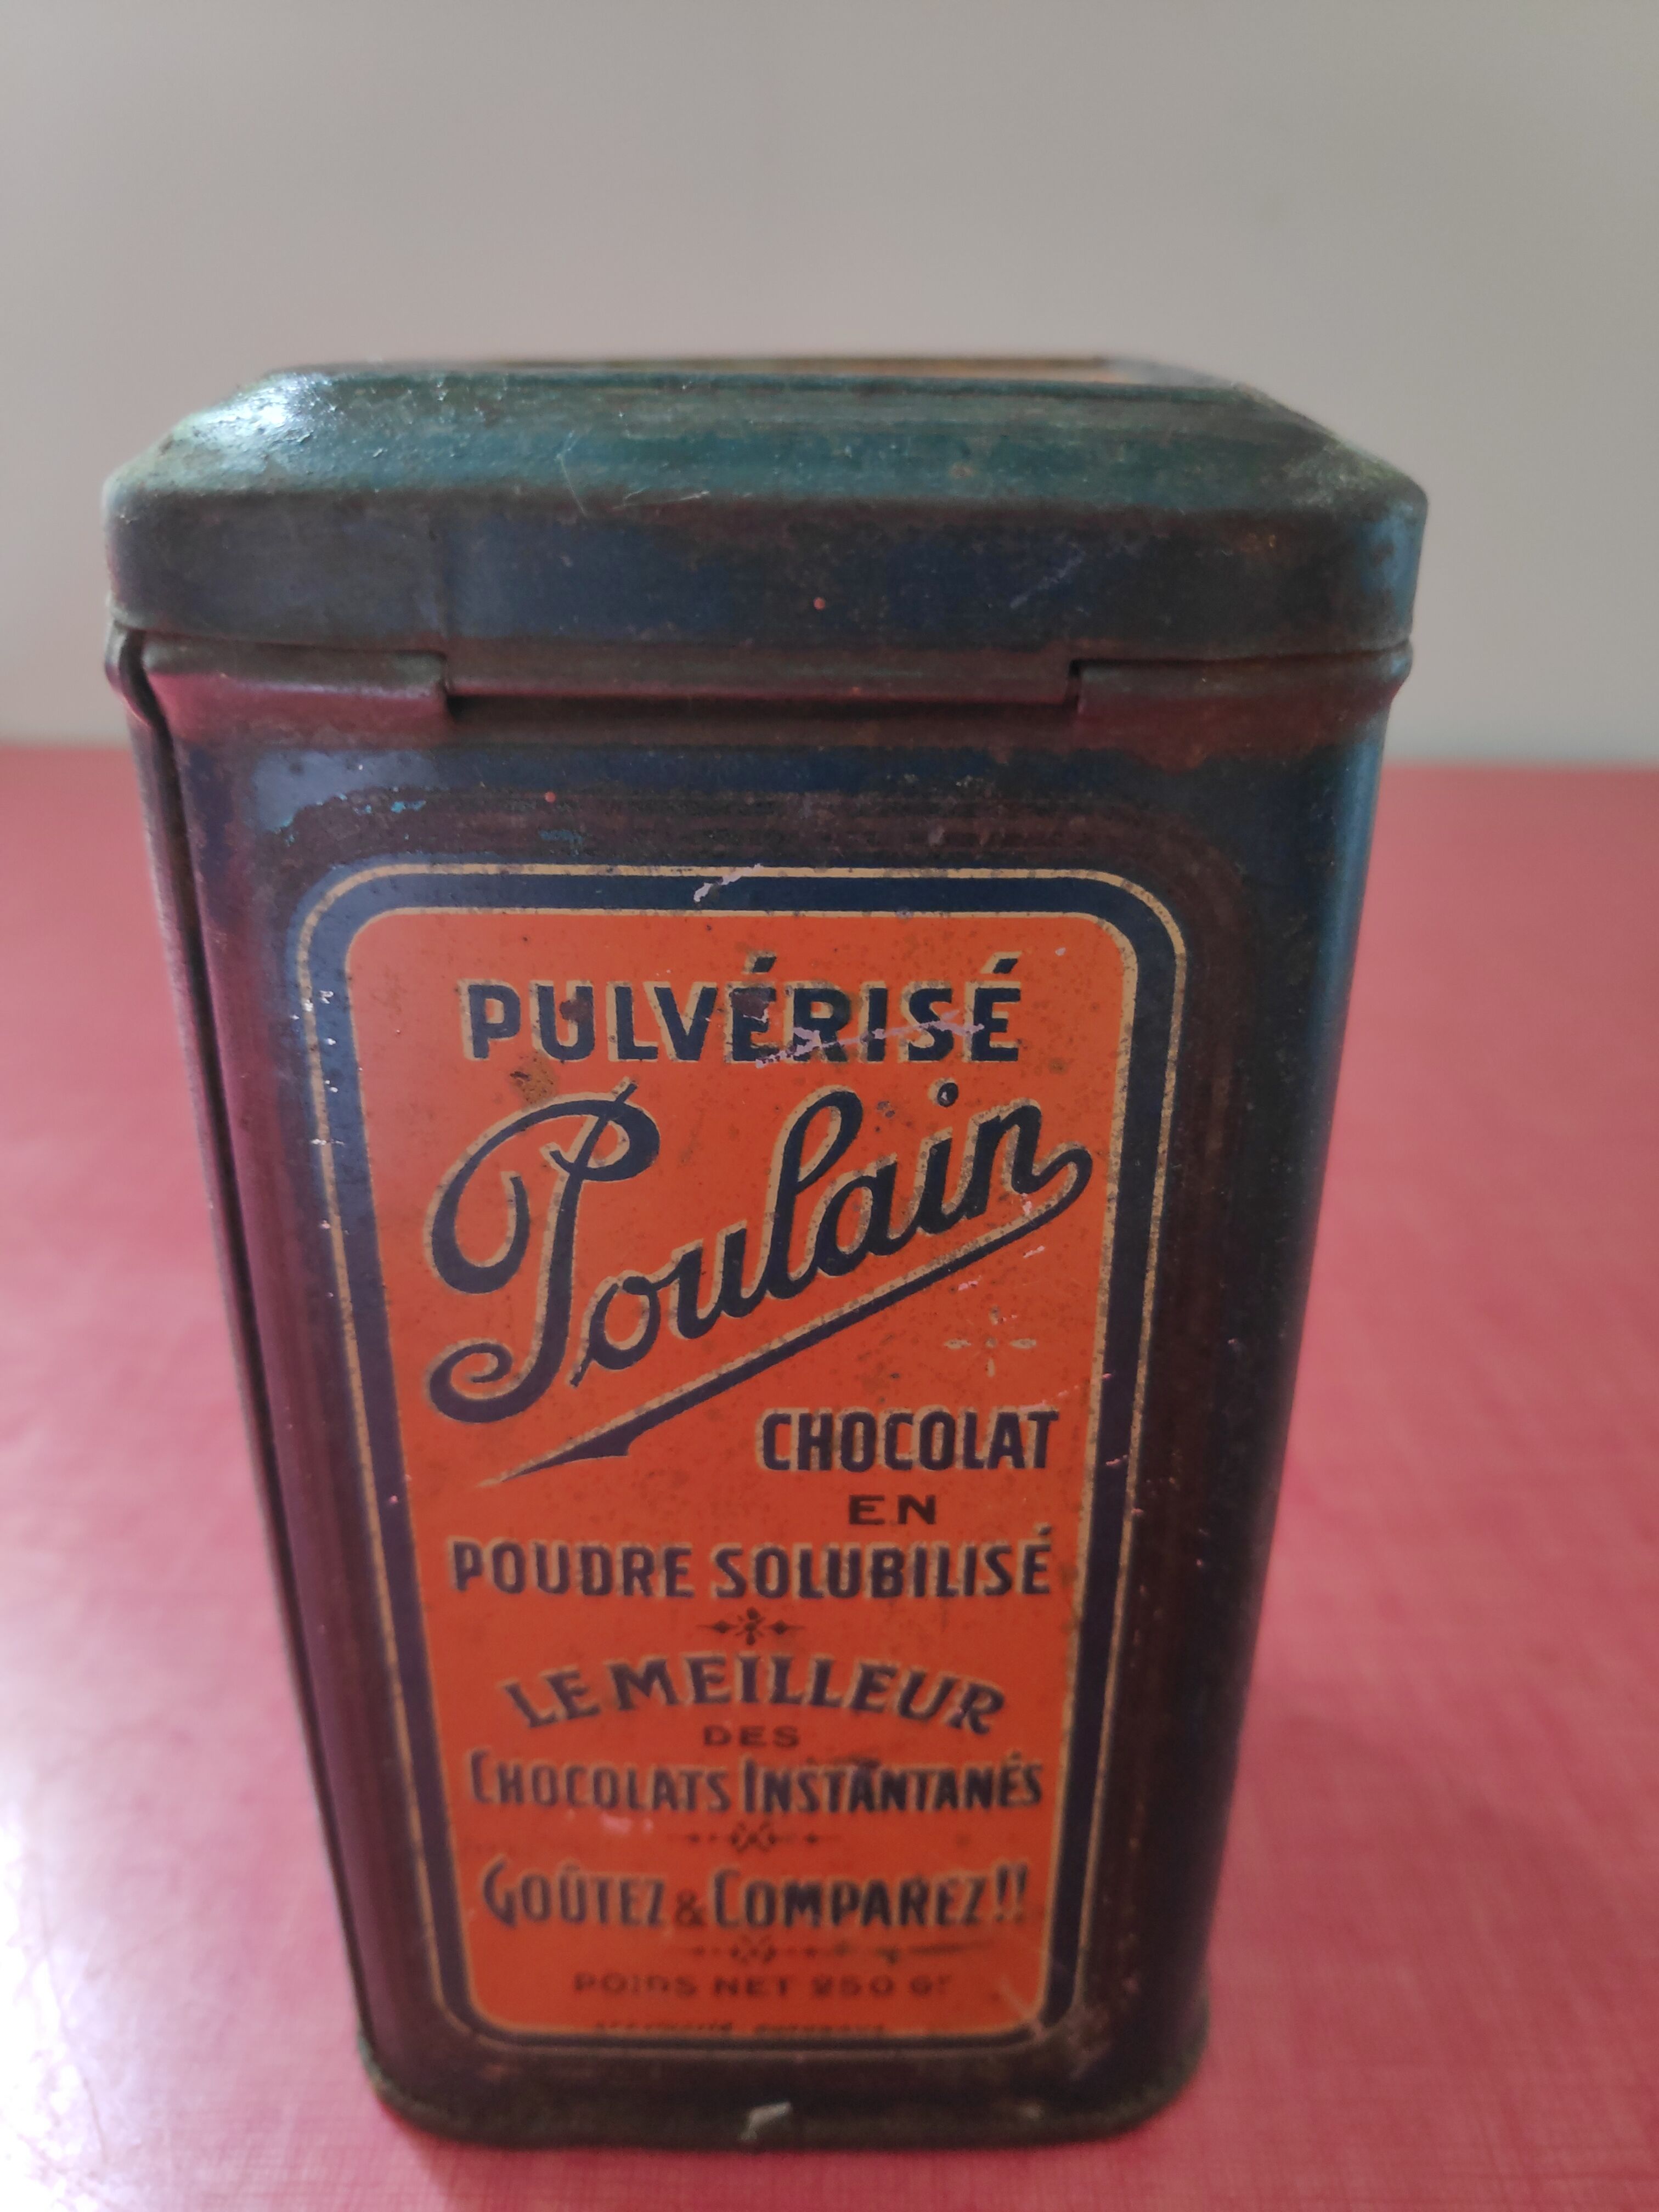 PULVÉRISÉ
Poulain
CHOCOLAT
EN
POUDRE SOLUBILISÉ
LE MEILLEUR
DES
CHOCOLATS INSTANTANÉS
GOÛTEZ & COMPAREZ!!
POIDS NET 250 Gr